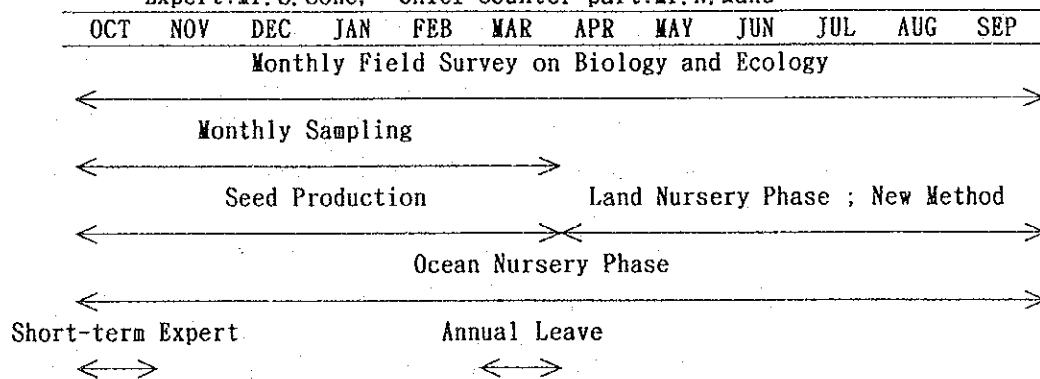 OCT NOV DEC JAN FEB MAR APR MAY JUN JUL AUG SEP
Monthly Field Survey on Biology and Ecology
Monthly Sampling
Seed Production Land Nursery Phase ; New Method
Ocean Nursery Phase
Short-term Expert Annual Leave